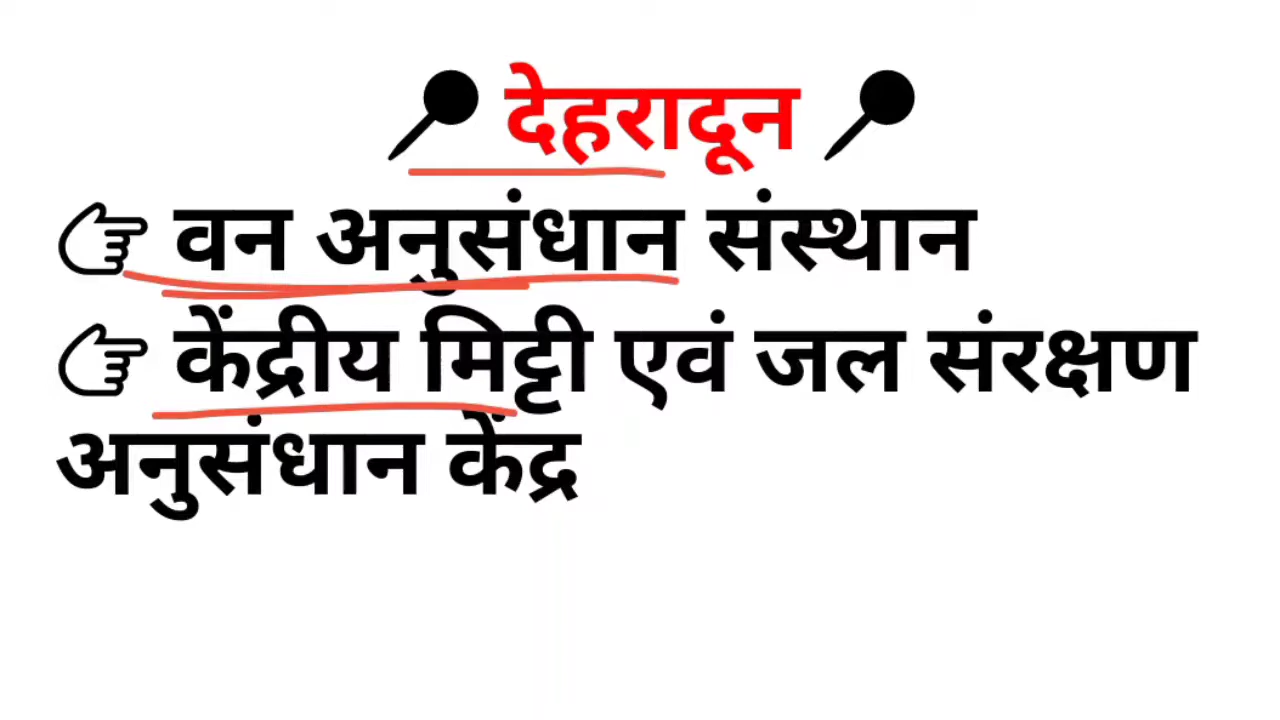 देहरादून
वन अनुसंधान संस्थान
केंद्रीय मिट्टी एवं जल संरक्षण
अनुसंधान केंद्र